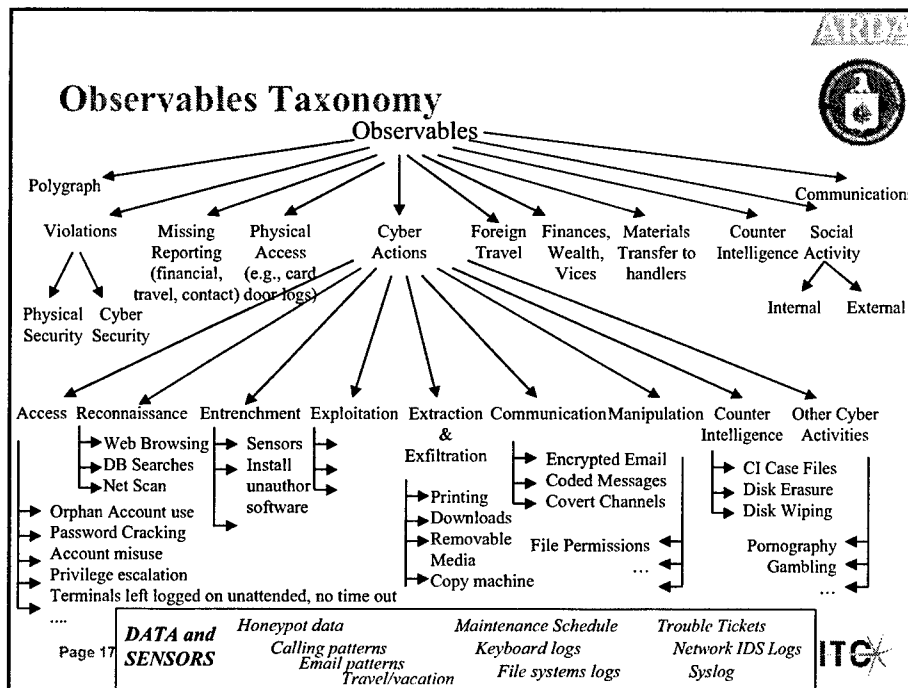 ARDA
Observables Taxonomy
Observables
Polygraph
Communications
Violations
Missing
Reporting
(financial,
travel, contact)
Physical
Access
(e.g., card
door logs)
Cyber
Actions
Foreign
Travel
Finances,
Wealth,
Vices
Materials
Transfer to
handlers
Counter
Intelligence
Social
Activity
Physical
Security
Cyber
Security
Internal
External
Access
Reconnaissance
Entrenchment
Exploitation
Extraction
&
Exfiltration
Communication
Manipulation
Counter
Intelligence
Other Cyber
Activities
Web Browsing
DB Searches
Net Scan
Sensors
Install
unauthor
software
Encrypted Email
Coded Messages
Covert Channels
CI Case Files
Disk Erasure
Disk Wiping
Orphan Account use
Password Cracking
Account misuse
Privilege escalation
Terminals left logged on unattended, no time out
....
Printing
Downloads
Removable
Media
Copy machine
File Permissions
...
Pornography
Gambling
...
Page 17
DATA and
SENSORS
Honeypot data
Calling patterns
Email patterns
Travel/vacation
Maintenance Schedule
Keyboard logs
File systems logs
Trouble Tickets
Network IDS Logs
Syslog
ITC